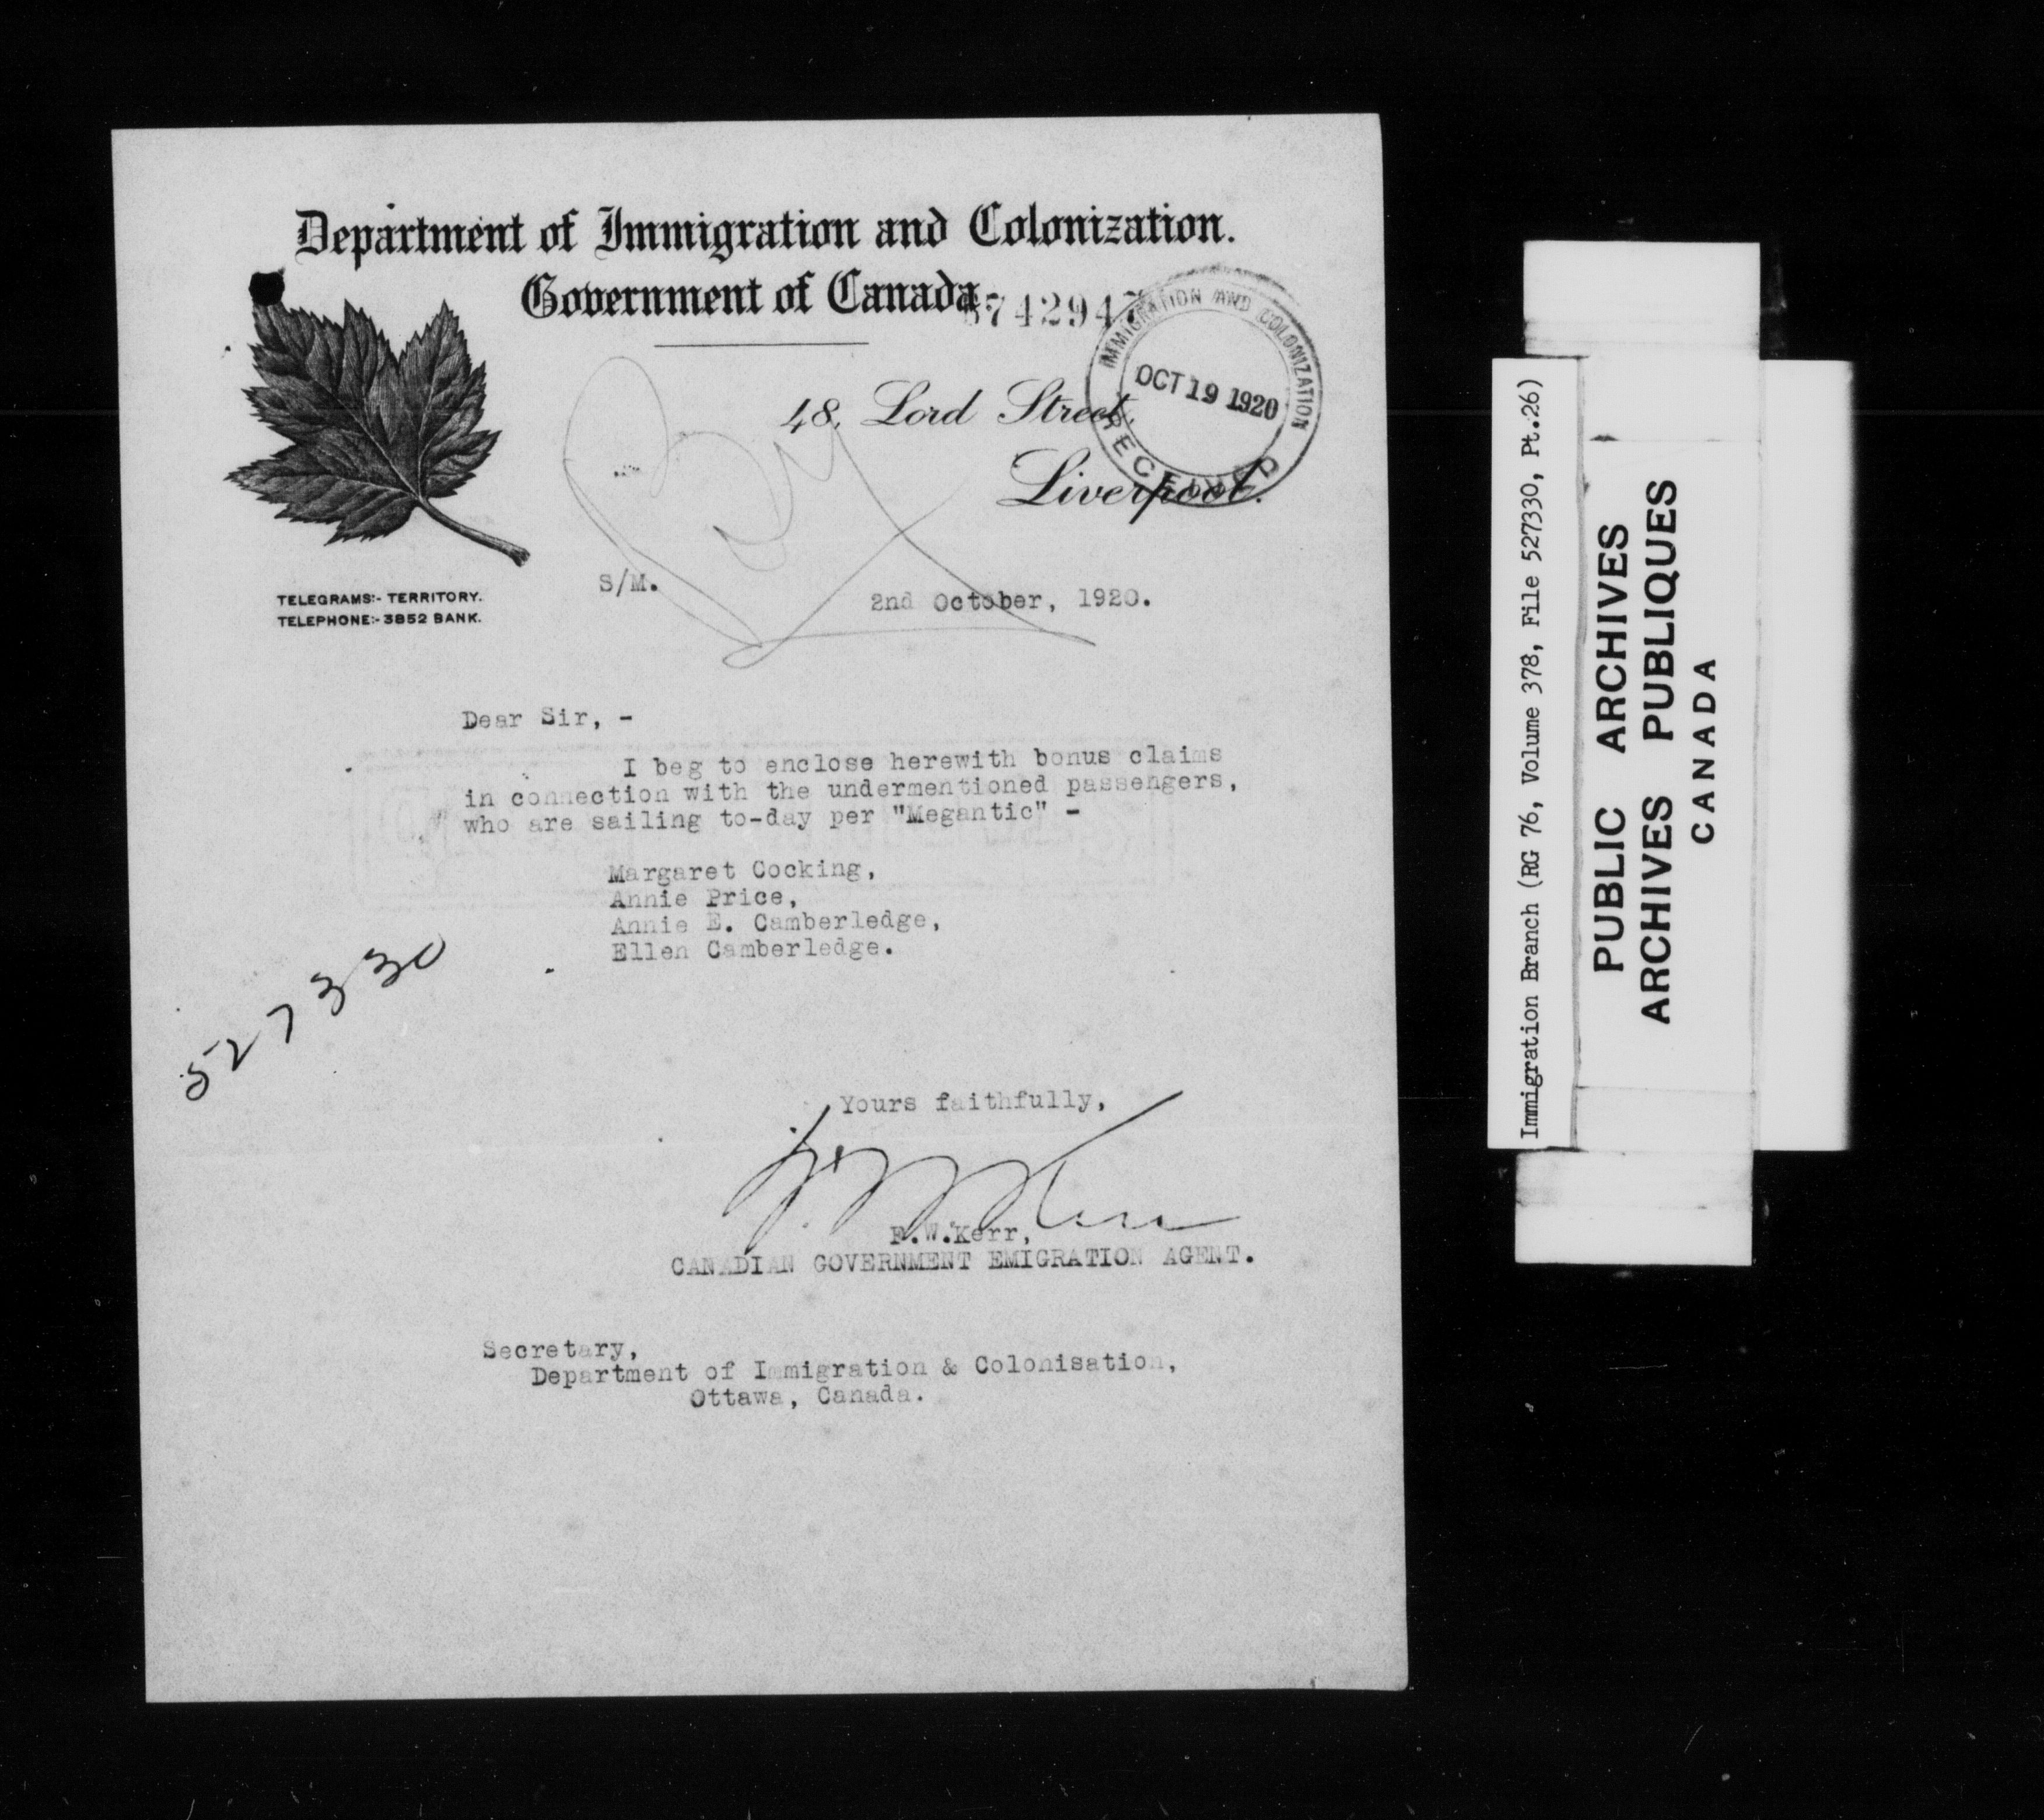 Department of Immigration and Colonization.
Government of Canada.
742947
IMMIGRATION AND COLONIZATION
OCT 19 1920
RECEIVED
48, Lord Street,
Liverpool.
TELEGRAMS:- TERRITORY.
TELEPHONE:- 3852 BANK.
S/M.
2nd October, 1920.
Dear Sir, -
I beg to enclose herewith bonus claims
in connection with the undermentioned passengers,
who are sailing to-day per "Megantic" -
Margaret Cocking,
Annie Price,
Annie E. Camberledge,
Ellen Camberledge.
527330
Yours faithfully,
F.W.Kerr,
CANADIAN GOVERNMENT EMIGRATION AGENT.
Secretary,
Department of Immigration & Colonisation,
Ottawa, Canada.
Immigration Branch (RG 76, Volume 378, File 527330, Pt.26)
PUBLIC ARCHIVES
ARCHIVES PUBLIQUES
CANADA